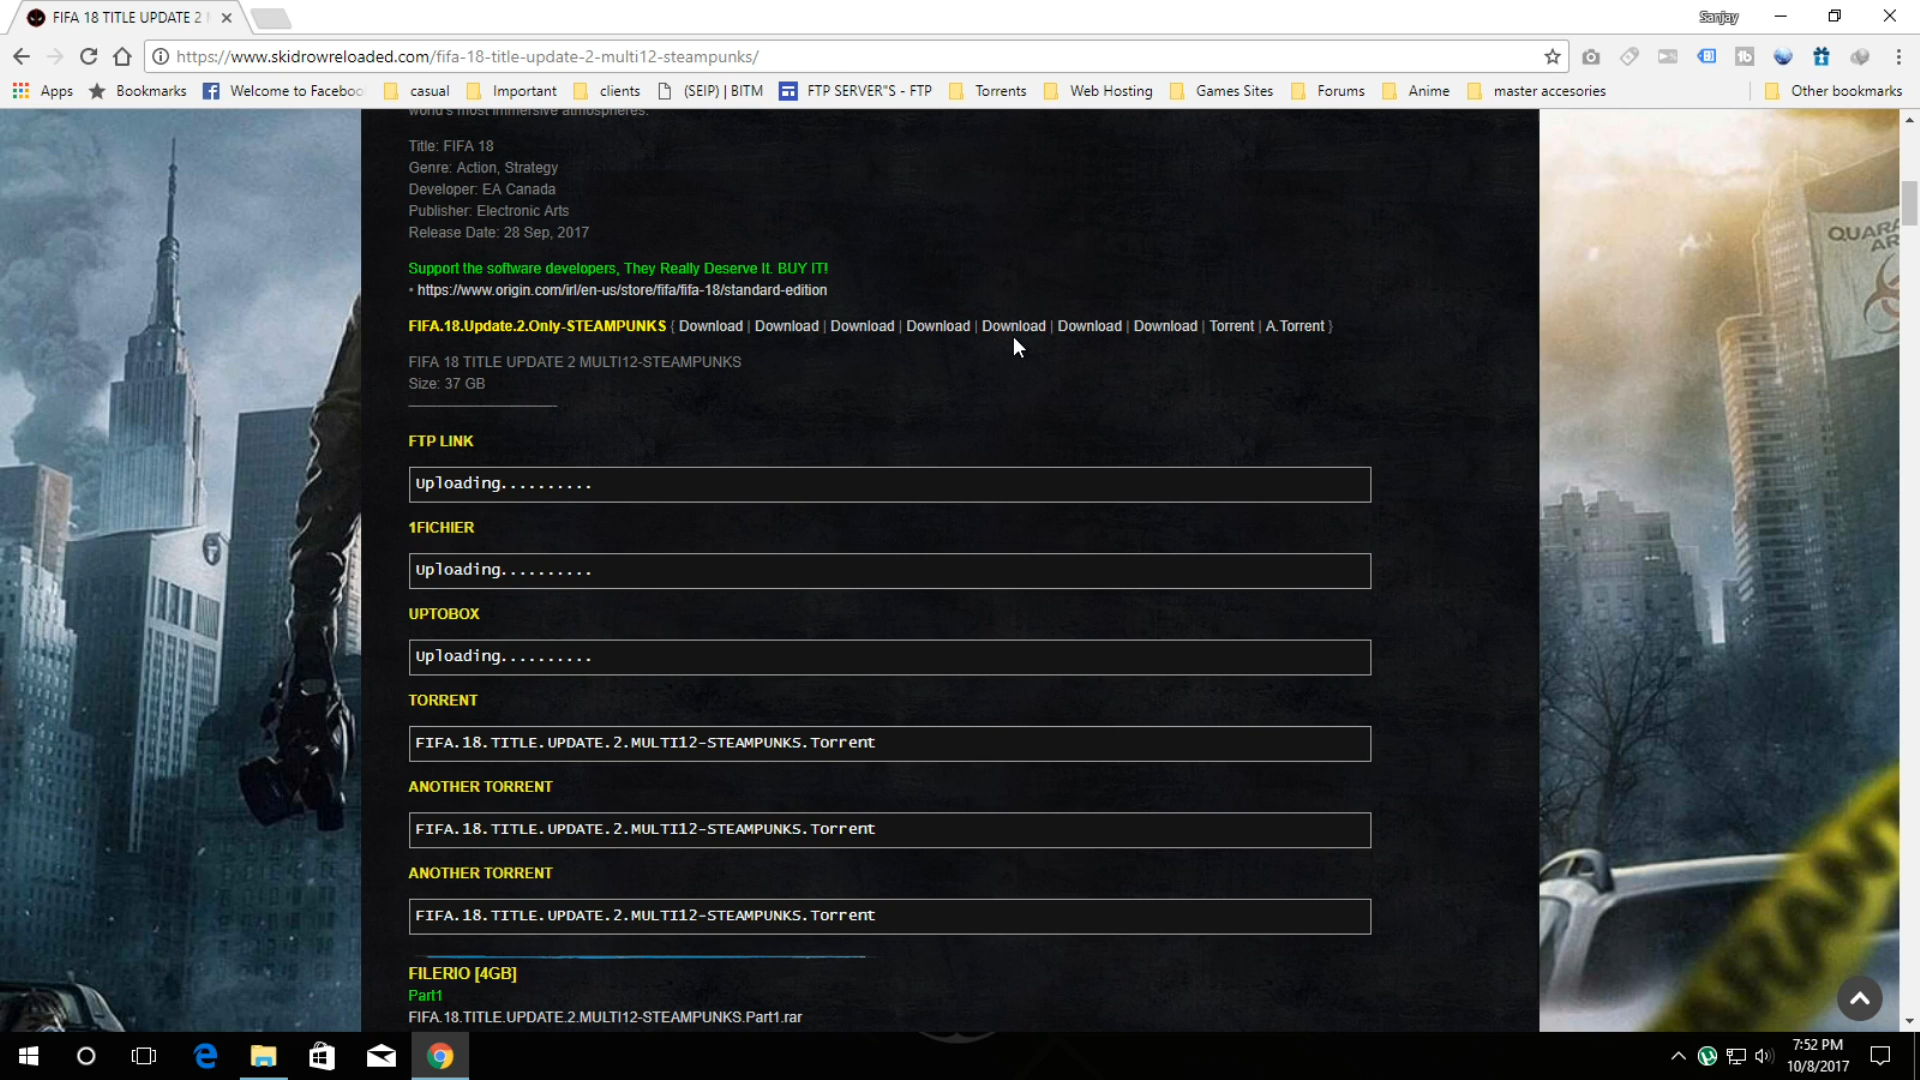 FIFA 18 TITLE UPDATE 2
Sanjay
https://www.skidrowreloaded.com/fifa-18-title-update-2-multi12-steampunks/
Apps Bookmarks Welcome to Faceboo casual Important clients (SEIP) | BITM FTP SERVER"S - FTP Torrents Web Hosting Games Sites Forums Anime master accesories Other bookmarks
world's most immersive atmospheres.
Title: FIFA 18
Genre: Action, Strategy
Developer: EA Canada
Publisher: Electronic Arts
Release Date: 28 Sep, 2017
Support the software developers, They Really Deserve It. BUY IT!
• https://www.origin.com/irl/en-us/store/fifa/fifa-18/standard-edition
FIFA.18.Update.2.Only-STEAMPUNKS { Download | Download | Download | Download | Download | Download | Download | Torrent | A.Torrent }
FIFA 18 TITLE UPDATE 2 MULTI12-STEAMPUNKS
Size: 37 GB
FTP LINK
Uploading..........
1FICHIER
Uploading..........
UPTOBOX
Uploading..........
TORRENT
FIFA.18.TITLE.UPDATE.2.MULTI12-STEAMPUNKS.Torrent
ANOTHER TORRENT
FIFA.18.TITLE.UPDATE.2.MULTI12-STEAMPUNKS.Torrent
ANOTHER TORRENT
FIFA.18.TITLE.UPDATE.2.MULTI12-STEAMPUNKS.Torrent
FILERIO [4GB]
Part1
FIFA.18.TITLE.UPDATE.2.MULTI12-STEAMPUNKS.Part1.rar
QUARA
AR
RANT
7:52 PM
10/8/2017